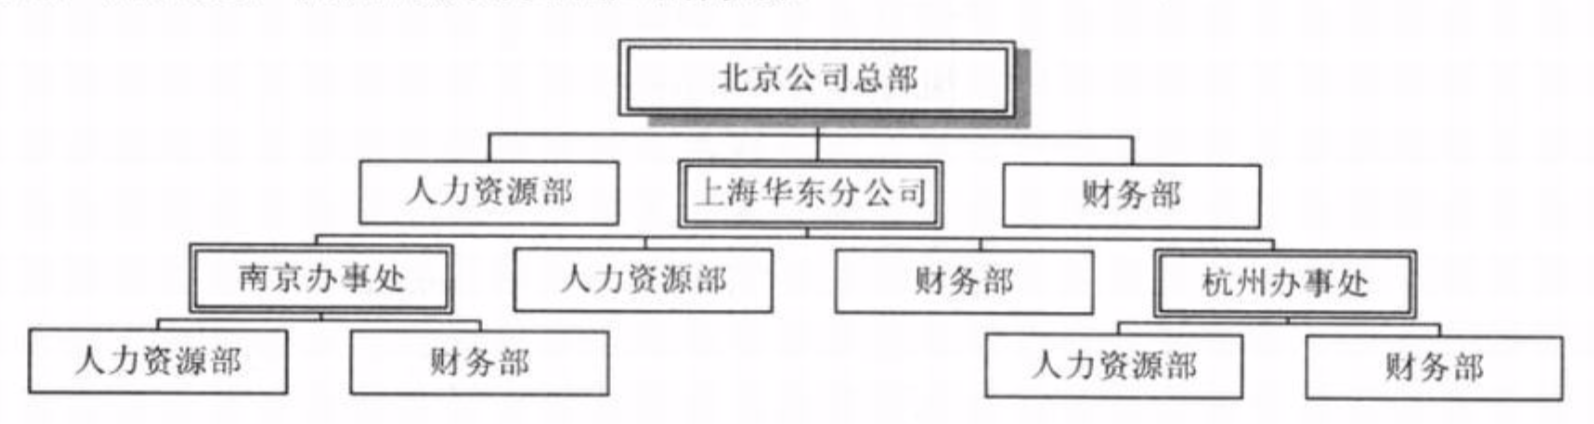 北京公司总部
人力资源部
上海华东分公司
财务部
南京办事处
人力资源部
财务部
杭州办事处
人力资源部
财务部
人力资源部
财务部